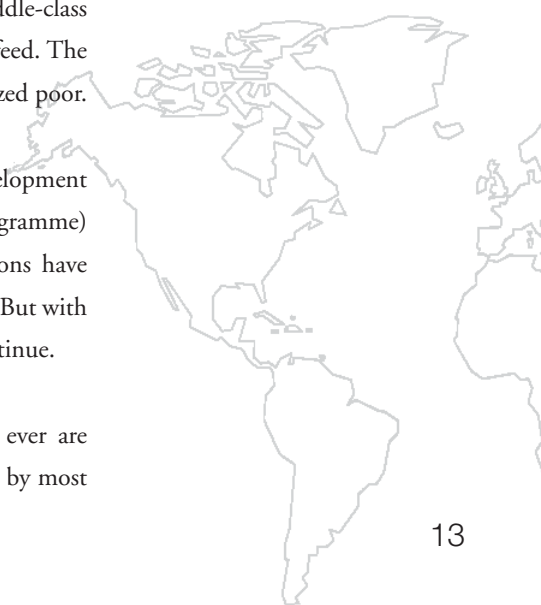 ddle-class
feed. The
zed poor.
elopment
gramme)
ons have
But with
tinue.
ever are
by most
13